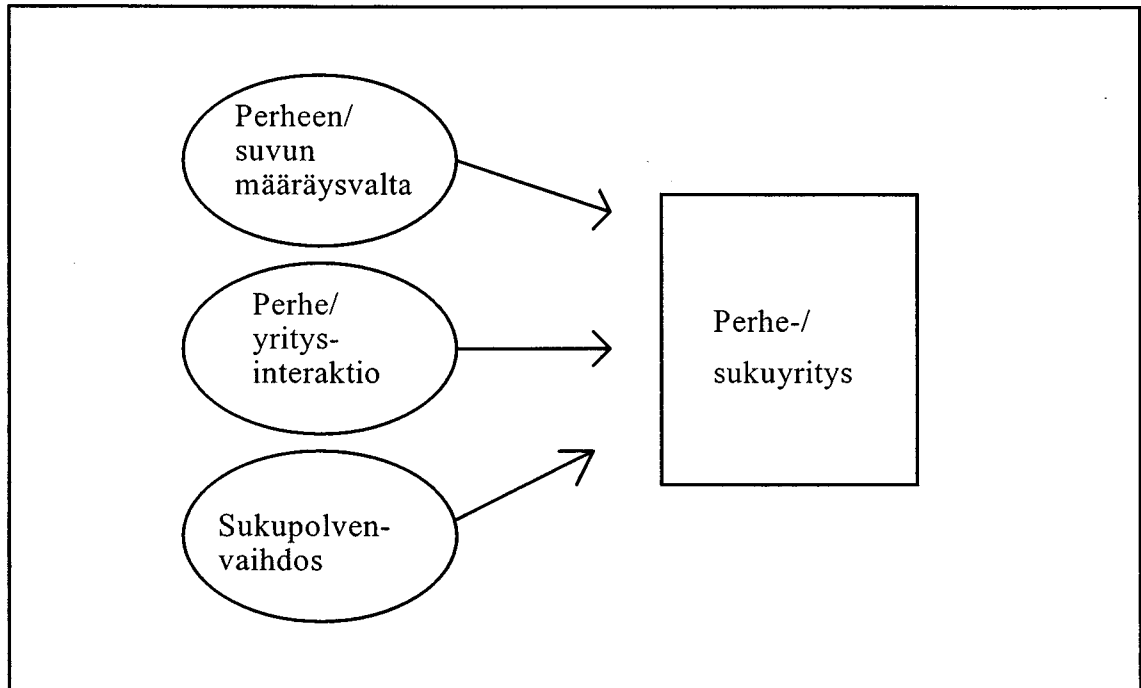 Perheen/
suvun
määräysvalta
Perhe/
yritys-
interaktio
Sukupolven-
vaihdos
Perhe-/
sukuyritys